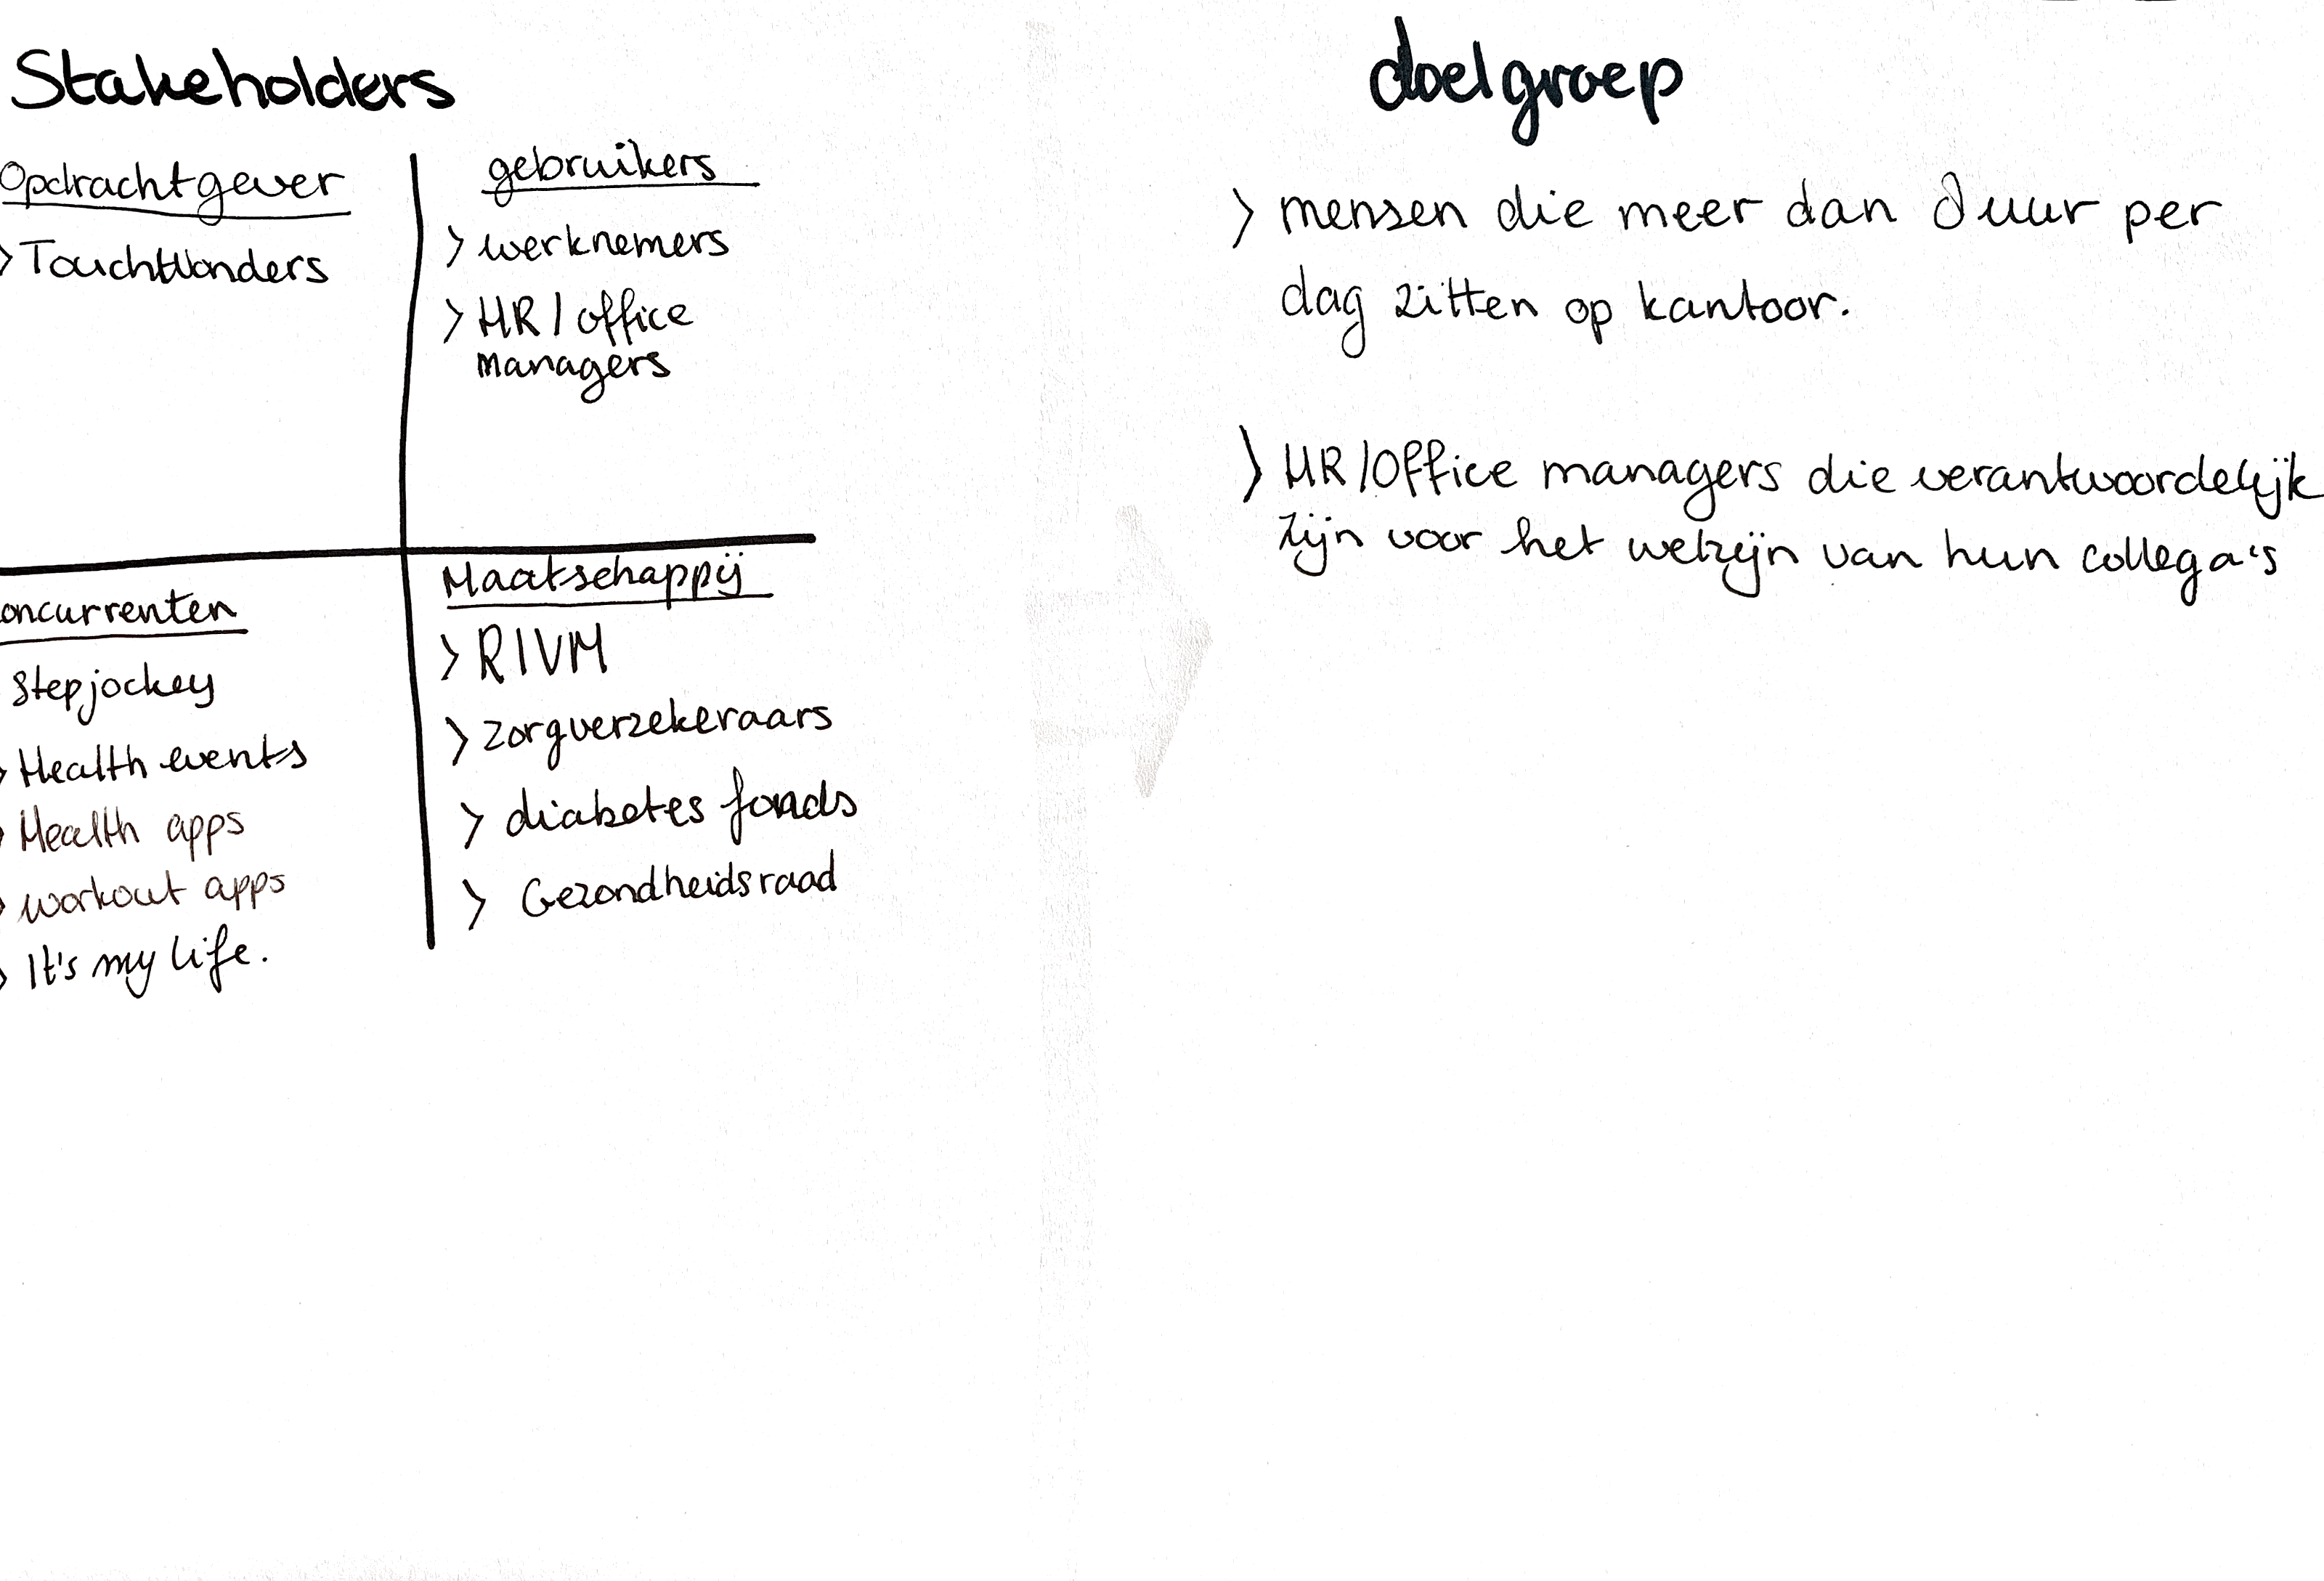 Stakeholders
Opdrachtgever
> TouchWonders
gebruikers
> werknemers
> HR / office
managers
oncurrenten
Stepjockey
> Health events
> Health apps
> workout apps
> It's my life.
Maatschappij
> RIVM
> zorgverzekeraars
> diabetes fonds
> Gezondheidsraad
doelgroep
> mensen die meer dan 8 uur per
dag zitten op kantoor.
> HR/Office managers die verantwoordelijk
zijn voor het welzijn van hun collega's